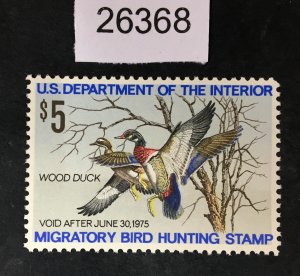 26368
U.S. DEPARTMENT OF THE INTERIOR
$5
WOOD DUCK
VOID AFTER JUNE 30, 1975
MIGRATORY BIRD HUNTING STAMP